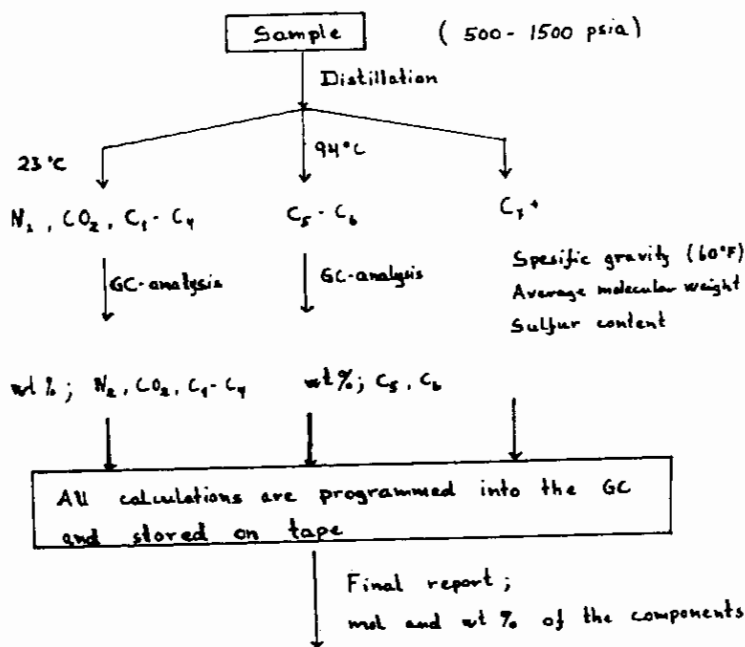 Sample (500 - 1500 psia)
Distillation
23°C
94°C
N₂, CO₂, C₁ - C₄
C₅ - C₆
C₇+
GC-analysis
GC-analysis
Spesific gravity (60°F)
Average molecular weight
Sulfur content
wt %; N₂, CO₂, C₁-C₄
wt %; C₅, C₆
All calculations are programmed into the GC
and stored on tape
Final report;
mol and wt % of the components